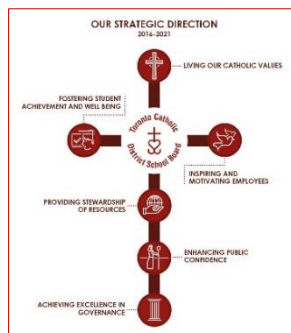 OUR STRATEGIC DIRECTION
2016-2021
LIVING OUR CATHOLIC VALUES
FOSTERING STUDENT
ACHIEVEMENT AND WELL BEING
Toronto Catholic
District School Board
INSPIRING AND
MOTIVATING EMPLOYEES
PROVIDING STEWARDSHIP
OF RESOURCES
ENHANCING PUBLIC
CONFIDENCE
ACHIEVING EXCELLENCE IN
GOVERNANCE